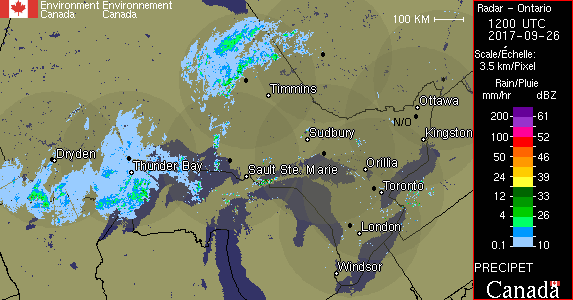 Environment Environnement
Canada Canada
100 KM
Timmins
Ottawa
N/O
Sudbury
Kingston
Dryden
Thunder Bay
Sault Ste. Marie
Orillia
Toronto
London
Windsor
Radar - Ontario
1200 UTC
2017-09-26
Scale/Échelle:
3.5 km/Pixel
Rain/Pluie
mm/hr dBZ
200 61
100 52
50 46
24 39
12 33
4 26
0.1 10
PRECIPET
Canada